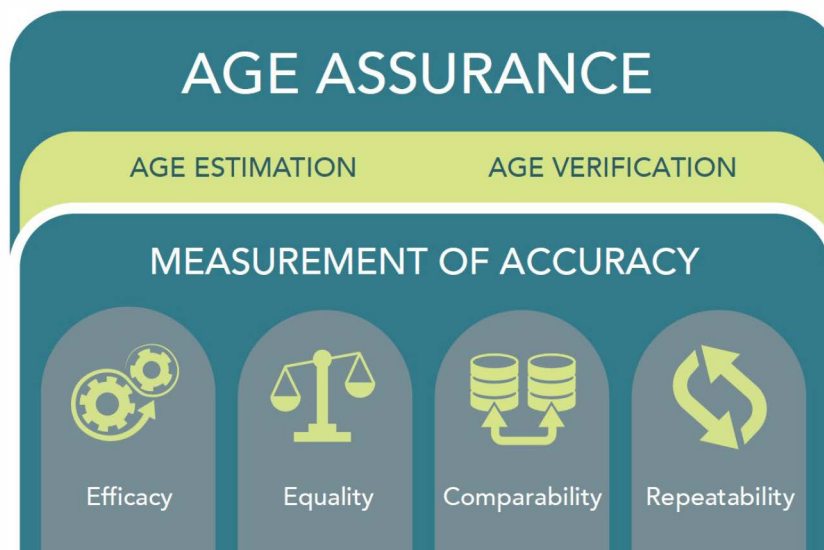 AGE ASSURANCE
AGE ESTIMATION AGE VERIFICATION
MEASUREMENT OF ACCURACY
Efficacy Equality Comparability Repeatability